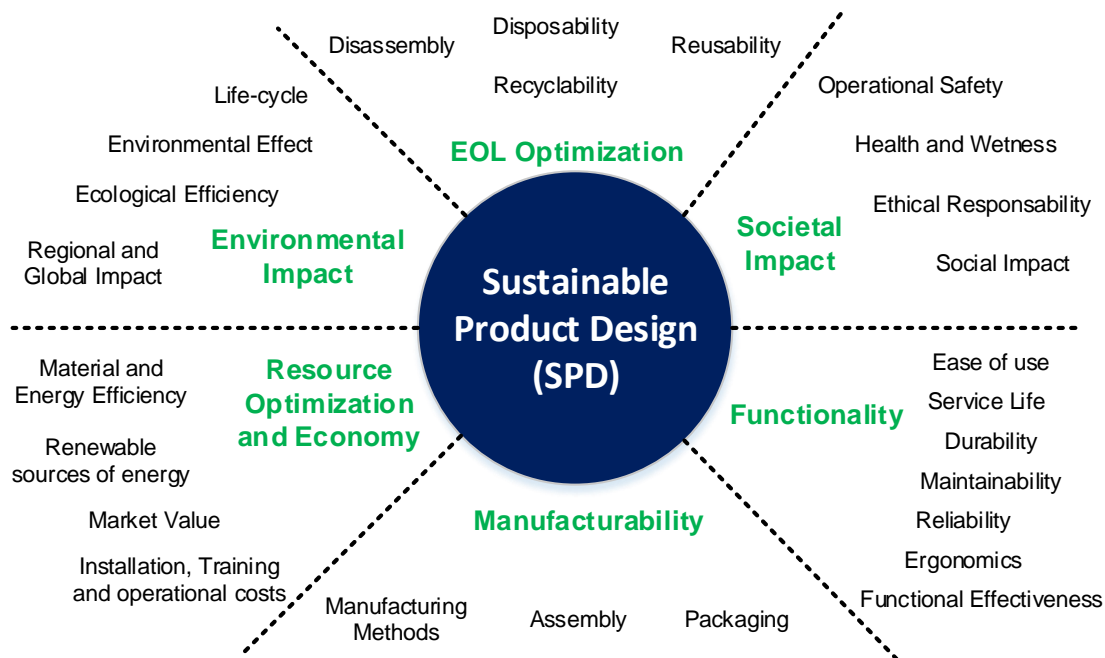 Disassembly
Disposability
Reusability
Recyclability
EOL Optimization
Operational Safety
Health and Wetness
Ethical Responsability
Social Impact
Societal
Impact
Ease of use
Service Life
Durability
Maintainability
Reliability
Ergonomics
Functional Effectiveness
Functionality
Manufacturability
Manufacturing
Methods
Assembly
Packaging
Resource
Optimization
and Economy
Material and
Energy Efficiency
Renewable
sources of energy
Market Value
Installation, Training
and operational costs
Life-cycle
Environmental Effect
Ecological Efficiency
Regional and
Global Impact
Environmental
Impact
Sustainable
Product Design
(SPD)